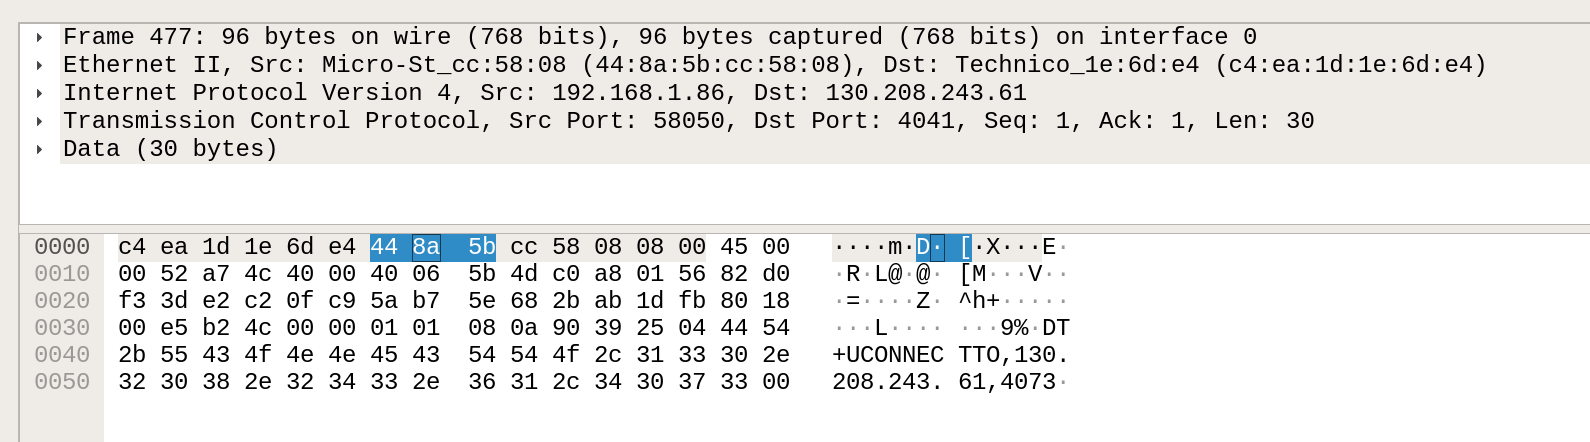 Frame 477: 96 bytes on wire (768 bits), 96 bytes captured (768 bits) on interface 0
Ethernet II, Src: Micro-St_cc:58:08 (44:8a:5b:cc:58:08), Dst: Technico_1e:6d:e4 (c4:ea:1d:1e:6d:e4)
Internet Protocol Version 4, Src: 192.168.1.86, Dst: 130.208.243.61
Transmission Control Protocol, Src Port: 58050, Dst Port: 4041, Seq: 1, Ack: 1, Len: 30
Data (30 bytes)
0000 c4 ea 1d 1e 6d e4 44 8a 5b cc 58 08 08 00 45 00 ····m·D· [·X···E·
0010 00 52 a7 4c 40 00 40 06 5b 4d c0 a8 01 56 82 d0 ·R·L@·@· [M···V··
0020 f3 3d e2 c2 0f c9 5a b7 5e 68 2b ab 1d fb 80 18 ·=····Z· ^h+·····
0030 00 e5 b2 4c 00 00 01 01 08 0a 90 39 25 04 44 54 ···L···· ···9%·DT
0040 2b 55 43 4f 4e 4e 45 43 54 54 4f 2c 31 33 30 2e +UCONNEC TTO,130.
0050 32 30 38 2e 32 34 33 2e 36 31 2c 34 30 37 33 00 208.243. 61,4073·